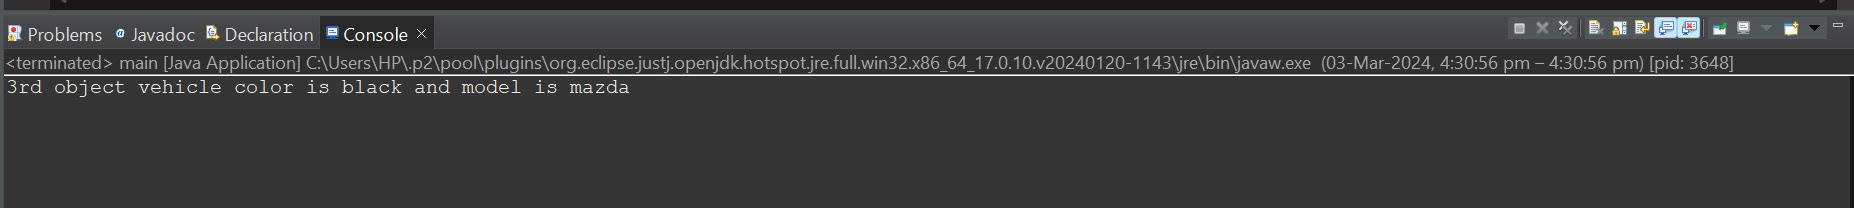 Problems Javadoc Declaration Console
<terminated> main [Java Application] C:\Users\HP\.p2\pool\plugins\org.eclipse.justj.openjdk.hotspot.jre.full.win32.x86_64_17.0.10.v20240120-1143\jre\bin\javaw.exe (03-Mar-2024, 4:30:56 pm – 4:30:56 pm) [pid: 3648]
3rd object vehicle color is black and model is mazda